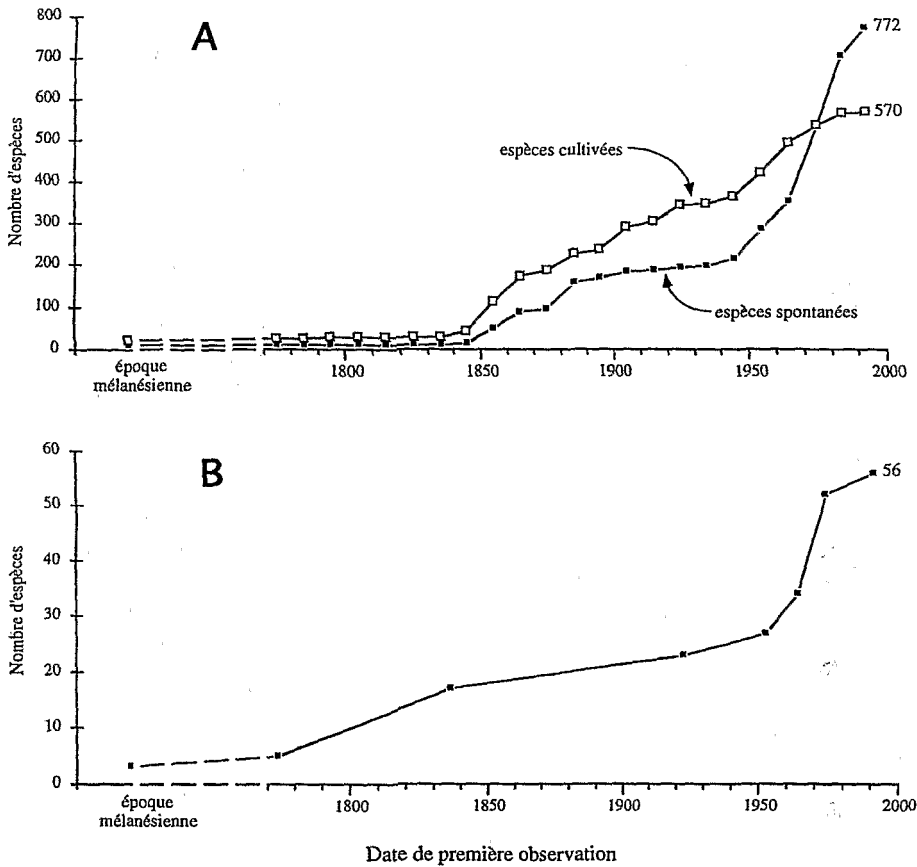 A
800
700
600
500
400
300
200
100
0
Nombre d'espèces
772
570
espèces cultivées
espèces spontanées
époque
mélanésienne
1800
1850
1900
1950
2000
B
60
50
40
30
20
10
0
Nombre d'espèces
56
époque
mélanésienne
1800
1850
1900
1950
2000
Date de première observation